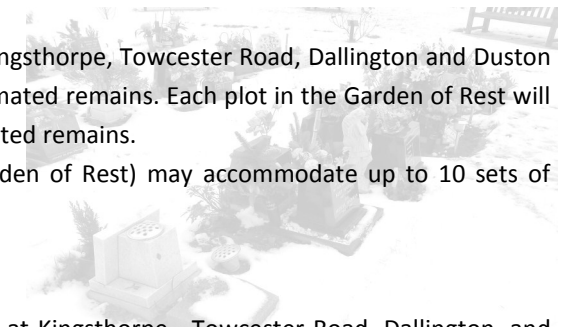 ngsthorpe, Towcester Road, Dallington and Duston
mated remains. Each plot in the Garden of Rest will
ted remains.
den of Rest) may accommodate up to 10 sets of
at Kingsthorpe, Towcester Road, Dallington, and